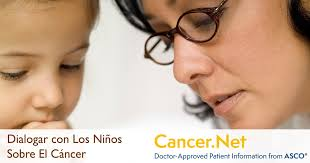 Dialogar con Los Niños
Sobre El Cáncer
Cancer.Net
Doctor-Approved Patient Information from ASCO®